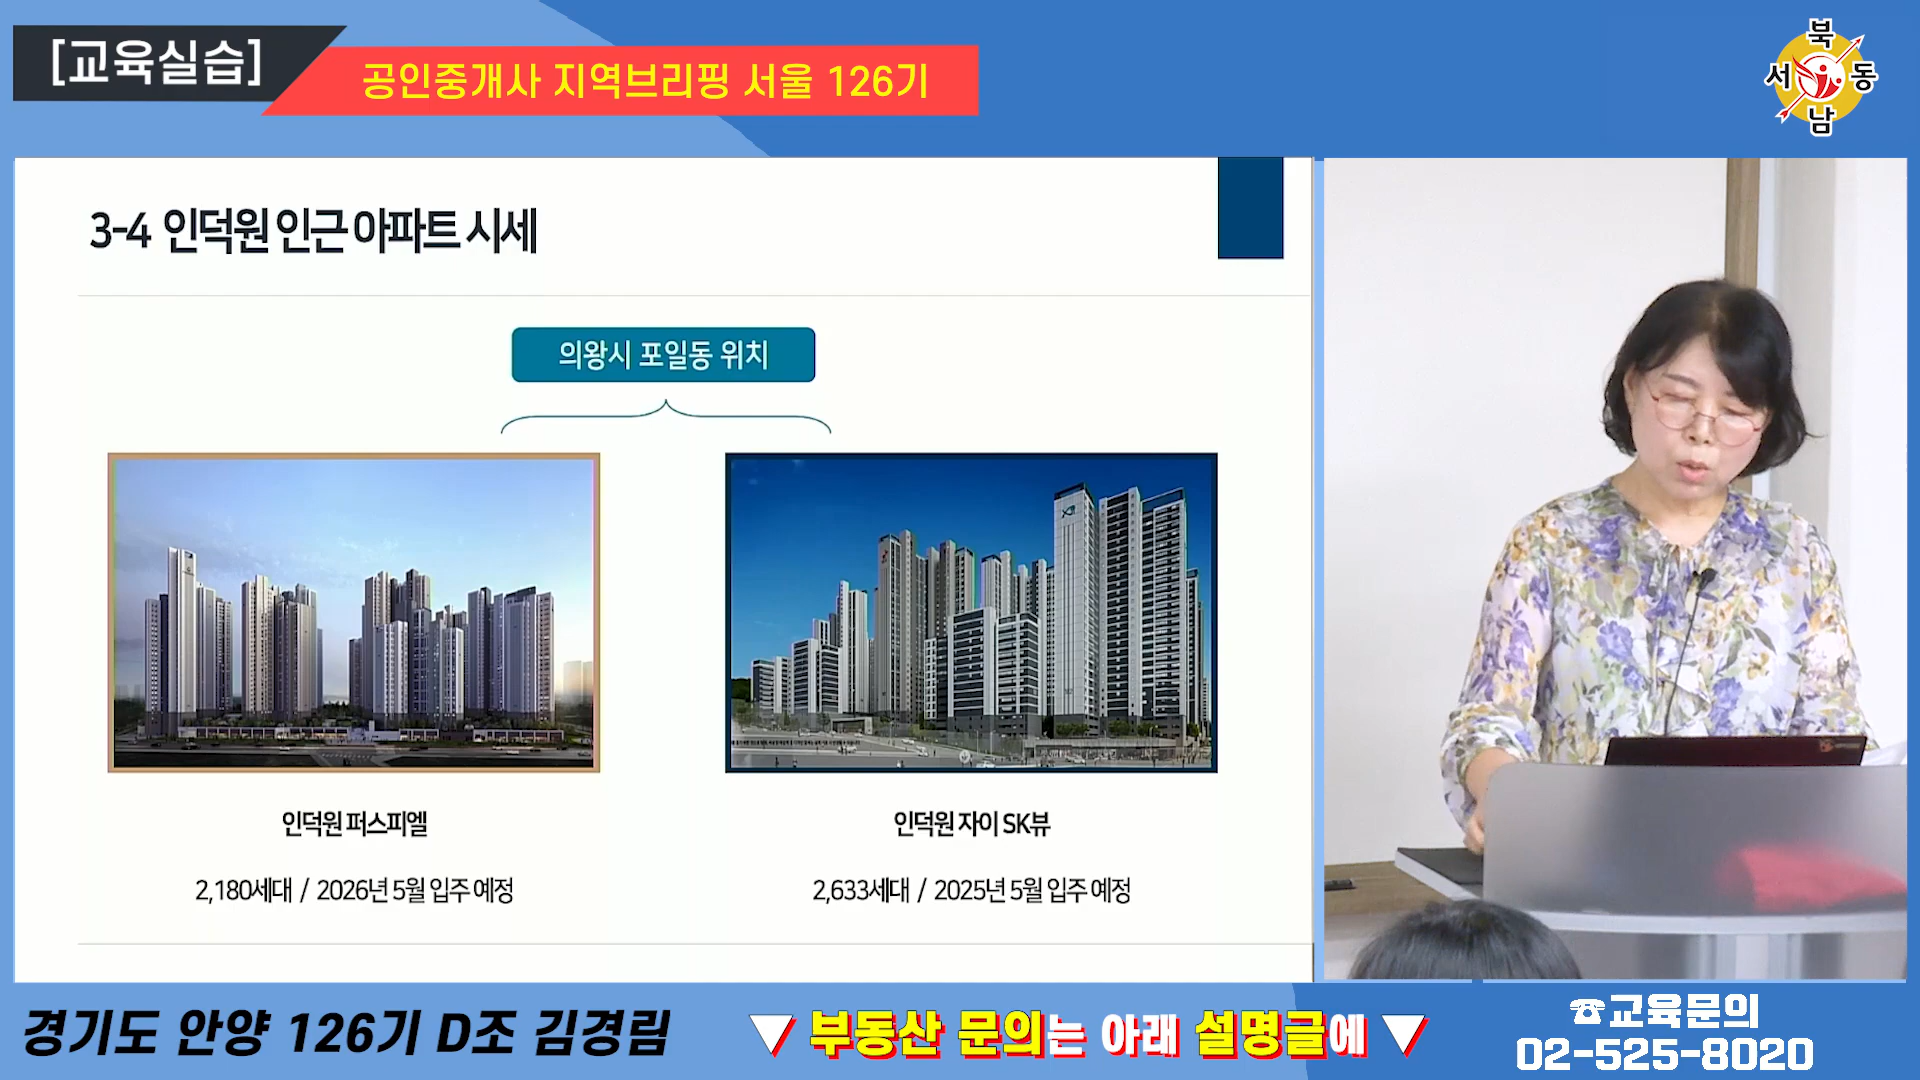 [교육실습]
공인중개사 지역브리핑 서울 126기
북
서 동
남
3-4 인덕원 인근 아파트 시세
의왕시 포일동 위치
인덕원 퍼스피엘
2,180세대 / 2026년 5월 입주 예정
인덕원 자이 SK뷰
2,633세대 / 2025년 5월 입주 예정
경기도 안양 126기 D조 김경림
▼ 부동산 문의는 아래 설명글에 ▼
☎교육문의
02-525-8020